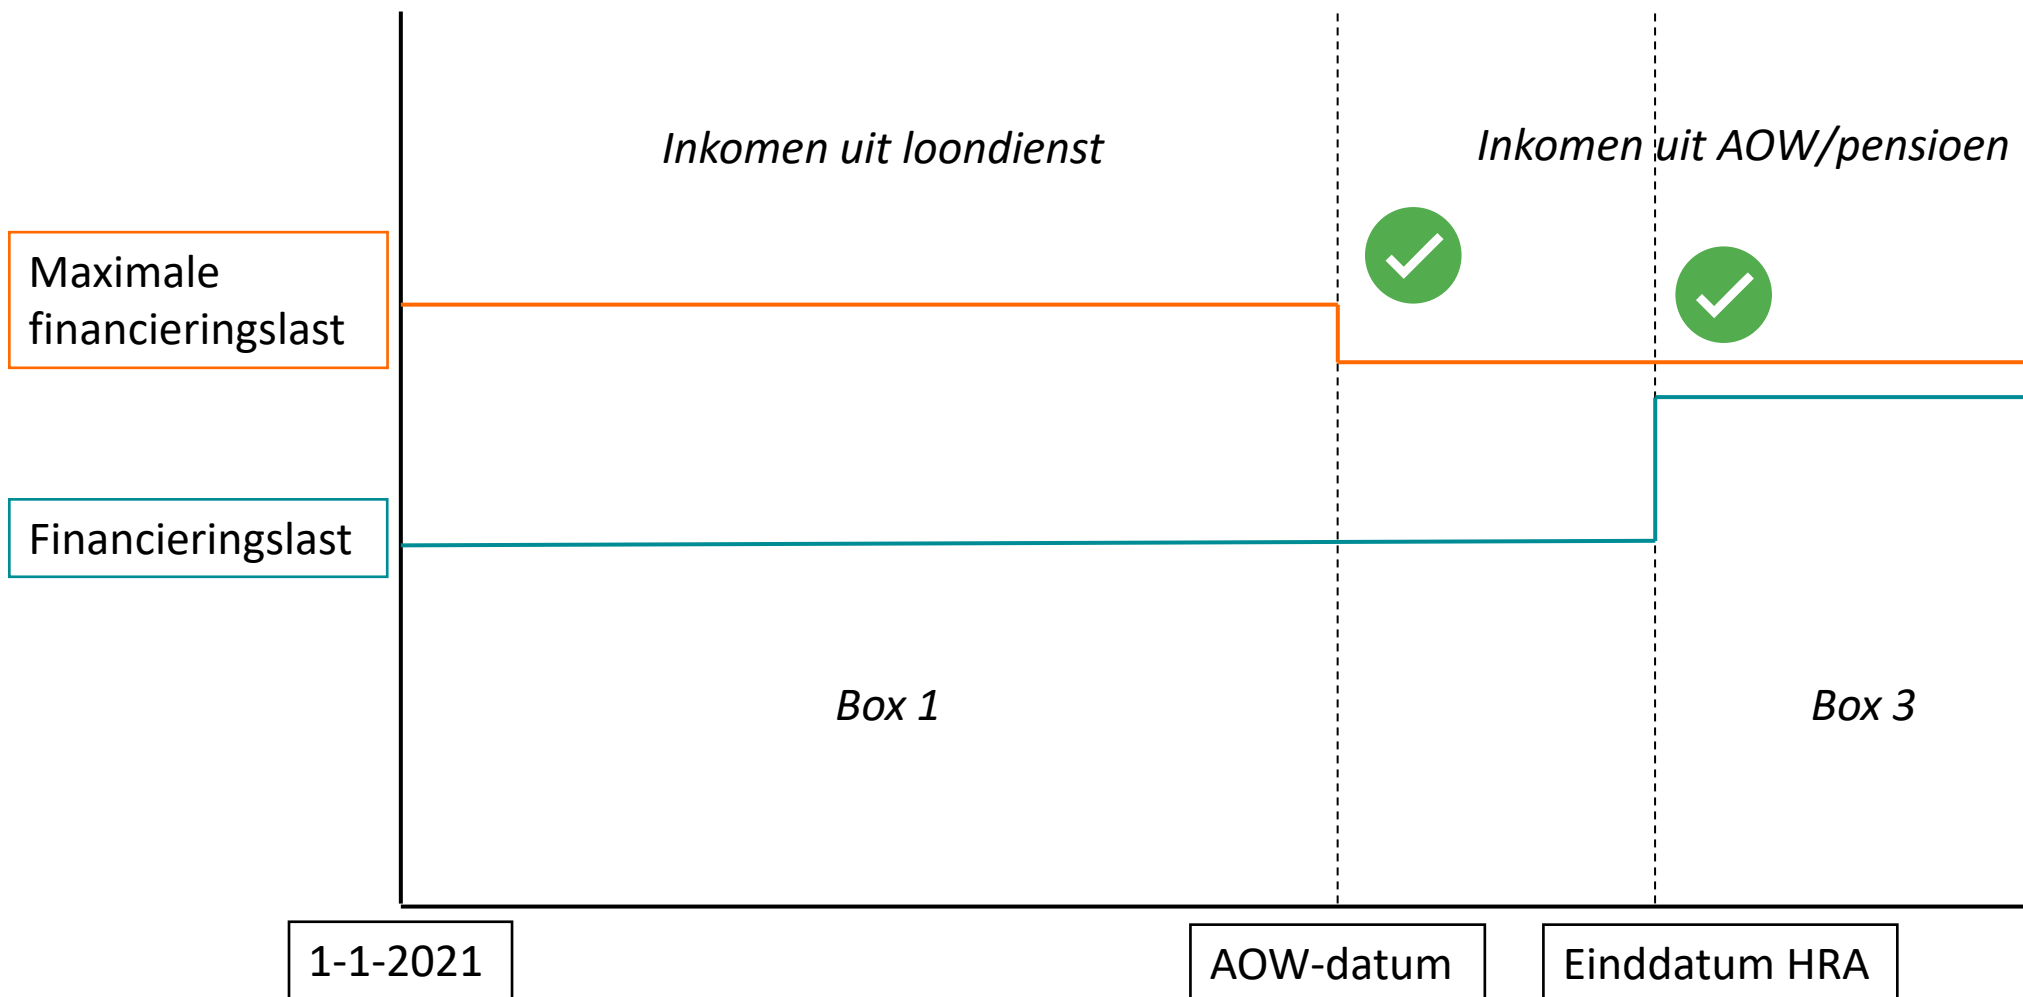 Inkomen uit loondienst
Inkomen uit AOW/pensioen
Maximale
financieringslast
Financieringslast
Box 1
Box 3
1-1-2021
AOW-datum
Einddatum HRA